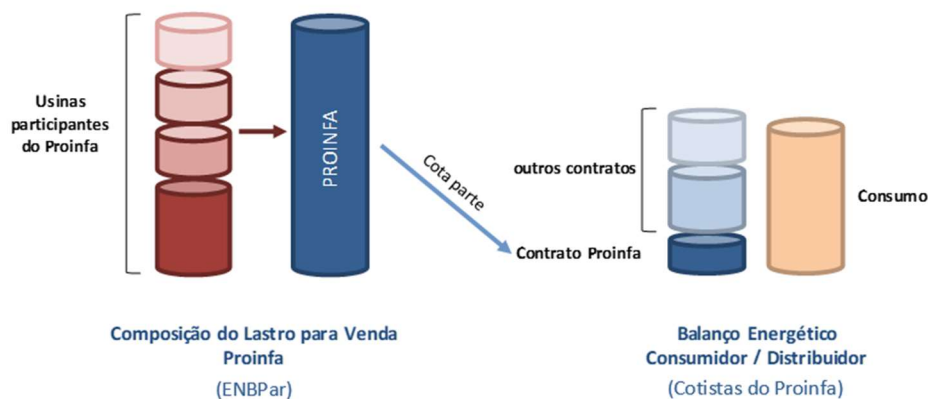 Usinas
participantes
do Proinfa
PROINFA
Cota parte
outros contratos
Contrato Proinfa
Consumo
Composição do Lastro para Venda
Proinfa
(ENBPar)
Balanço Energético
Consumidor / Distribuidor
(Cotistas do Proinfa)